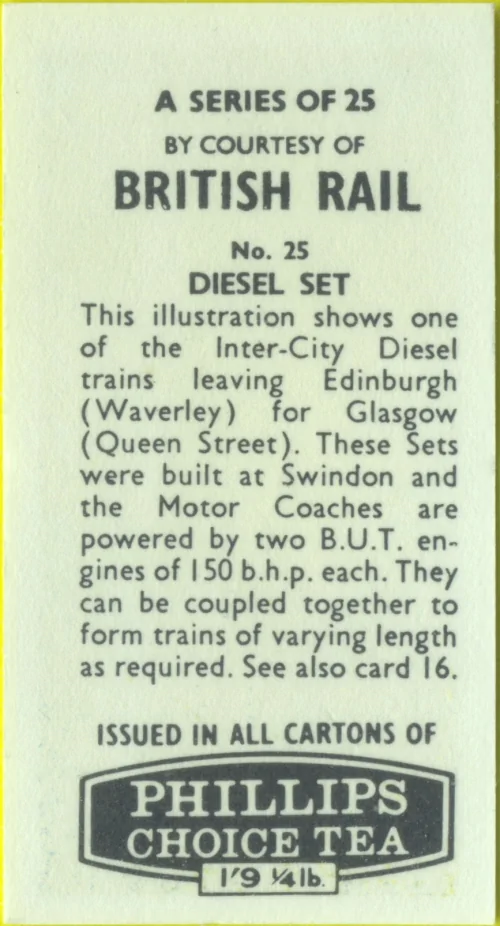 A SERIES OF 25
BY COURTESY OF
BRITISH RAIL
No. 25
DIESEL SET
This illustration shows one
of the Inter-City Diesel
trains leaving Edinburgh
(Waverley) for Glasgow
(Queen Street). These Sets
were built at Swindon and
the Motor Coaches are
powered by two B.U.T. en-
gines of 150 b.h.p. each. They
can be coupled together to
form trains of varying length
as required. See also card 16.
ISSUED IN ALL CARTONS OF
PHILLIPS
CHOICE TEA
1'9 ¼lb.